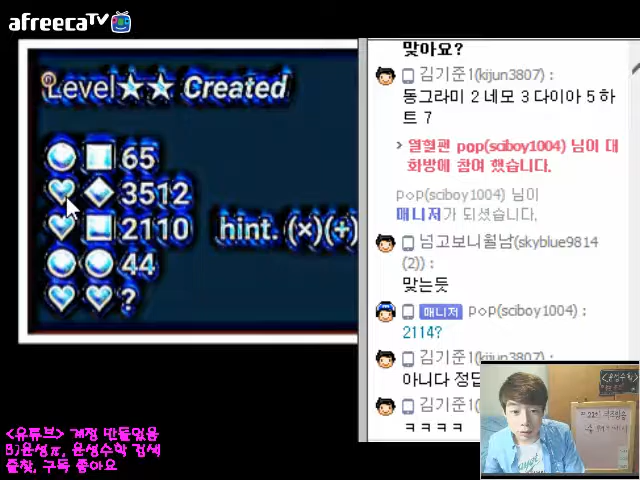 afreecaTV
Level★★ Created
65
3512
2110 hint. (×)(+)
44
?
맞아요?
김기준1(kijun3807) :
동그라미 2 네모 3 다이아 5 하
트 7
> 열혈팬 pop(sciboy1004) 님이 대
화방에 참여 했습니다.
p◇p(sciboy1004) 님이
매니저가 되셨습니다.
넘고보니월남(skyblue9814
(2)) :
맞는듯
매니저 p◇p(sciboy1004) :
2114?
김기준1(kijun3807) :
아니다 정답
김기준1
ㅋㅋㅋㅋ
<유튜브> 계정 만들었음
BJ윤성π, 윤성수학 검색
즐찾, 구독 좋아요
<윤성수학>